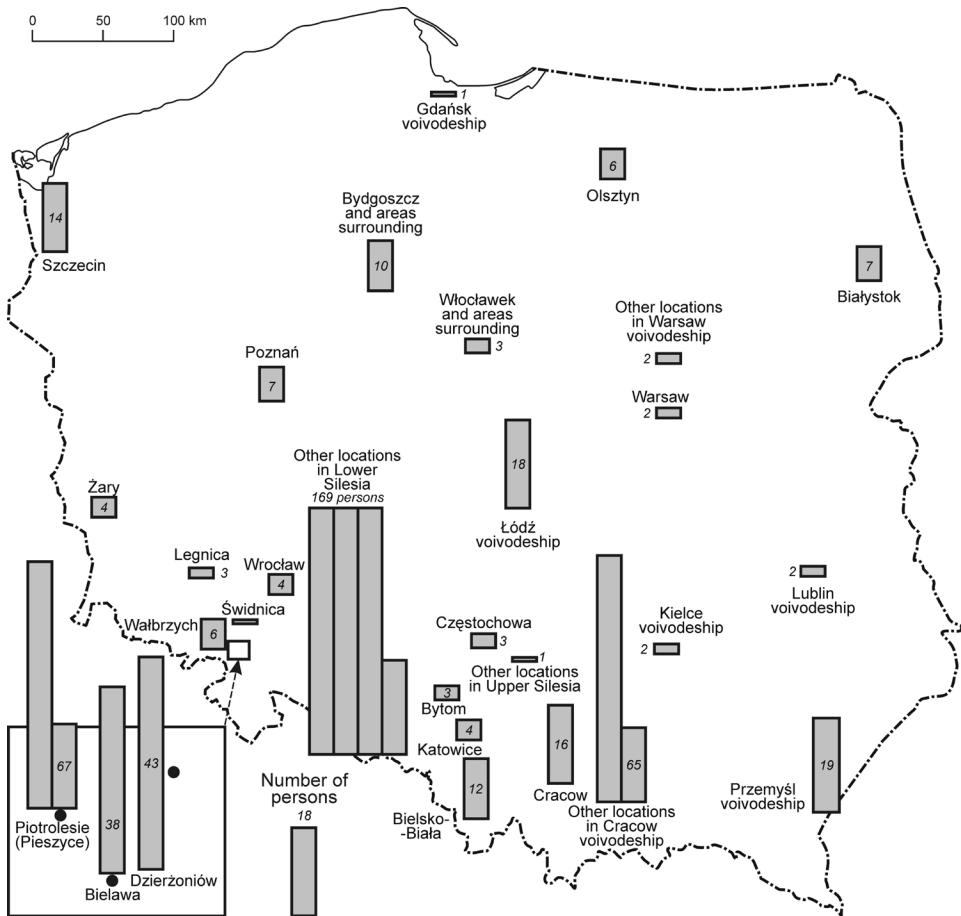 0
50
100 km
1
Gdańsk
voivodeship
6
Olsztyn
14
Szczecin
Bydgoszcz
and areas
surrounding
10
7
Białystok
Włocławek
and areas
surrounding
3
Other locations
in Warsaw
voivodeship
2
Poznań
7
Warsaw
2
Other locations
in Lower
Silesia
169 persons
18
Łódź
voivodeship
Żary
4
Legnica
3
Wrocław
4
2
Lublin
voivodeship
Świdnica
Wałbrzych
6
Częstochowa
3
Kielce
voivodeship
2
1
Other locations
in Upper Silesia
3
Bytom
4
Katowice
12
Bielsko-
-Biała
16
Cracow
65
Other locations
in Cracow
voivodeship
19
Przemyśl
voivodeship
67
Piotrolesie
(Pieszyce)
38
Bielawa
43
Dzierżoniów
Number of
persons
18